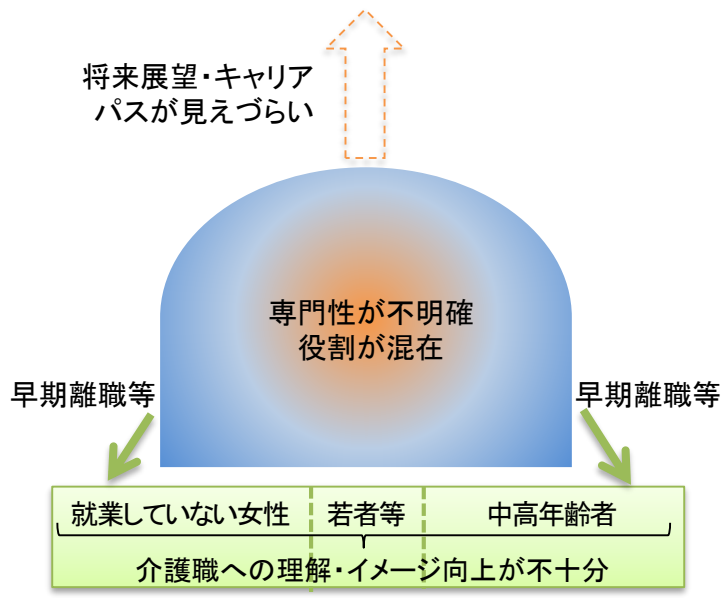 将来展望・キャリア
パスが見えづらい
専門性が不明確
役割が混在
早期離職等
早期離職等
就業していない女性
若者等
中高年齢者
介護職への理解・イメージ向上が不十分